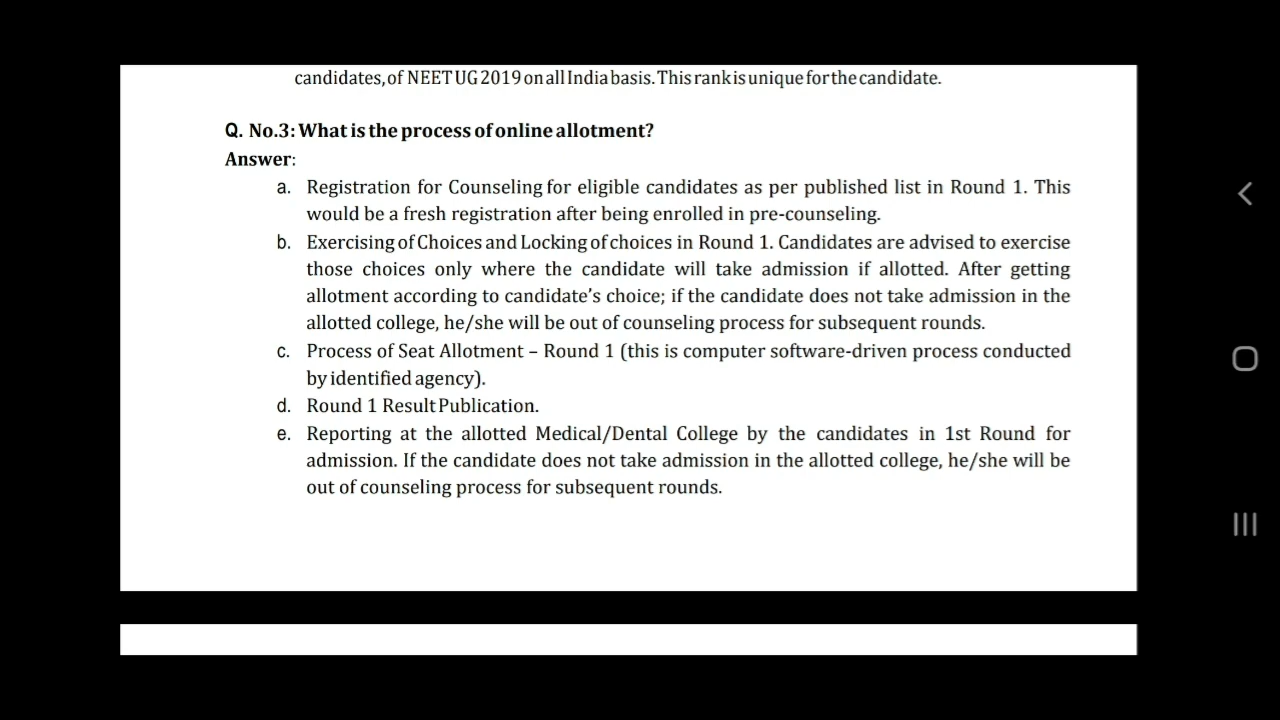 candidates, of NEET UG 2019 on all India basis. This rank is unique for the candidate.
Q. No.3: What is the process of online allotment?
Answer:
a. Registration for Counseling for eligible candidates as per published list in Round 1. This
would be a fresh registration after being enrolled in pre-counseling.
b. Exercising of Choices and Locking of choices in Round 1. Candidates are advised to exercise
those choices only where the candidate will take admission if allotted. After getting
allotment according to candidate's choice; if the candidate does not take admission in the
allotted college, he/she will be out of counseling process for subsequent rounds.
c. Process of Seat Allotment – Round 1 (this is computer software-driven process conducted
by identified agency).
d. Round 1 Result Publication.
e. Reporting at the allotted Medical/Dental College by the candidates in 1st Round for
admission. If the candidate does not take admission in the allotted college, he/she will be
out of counseling process for subsequent rounds.